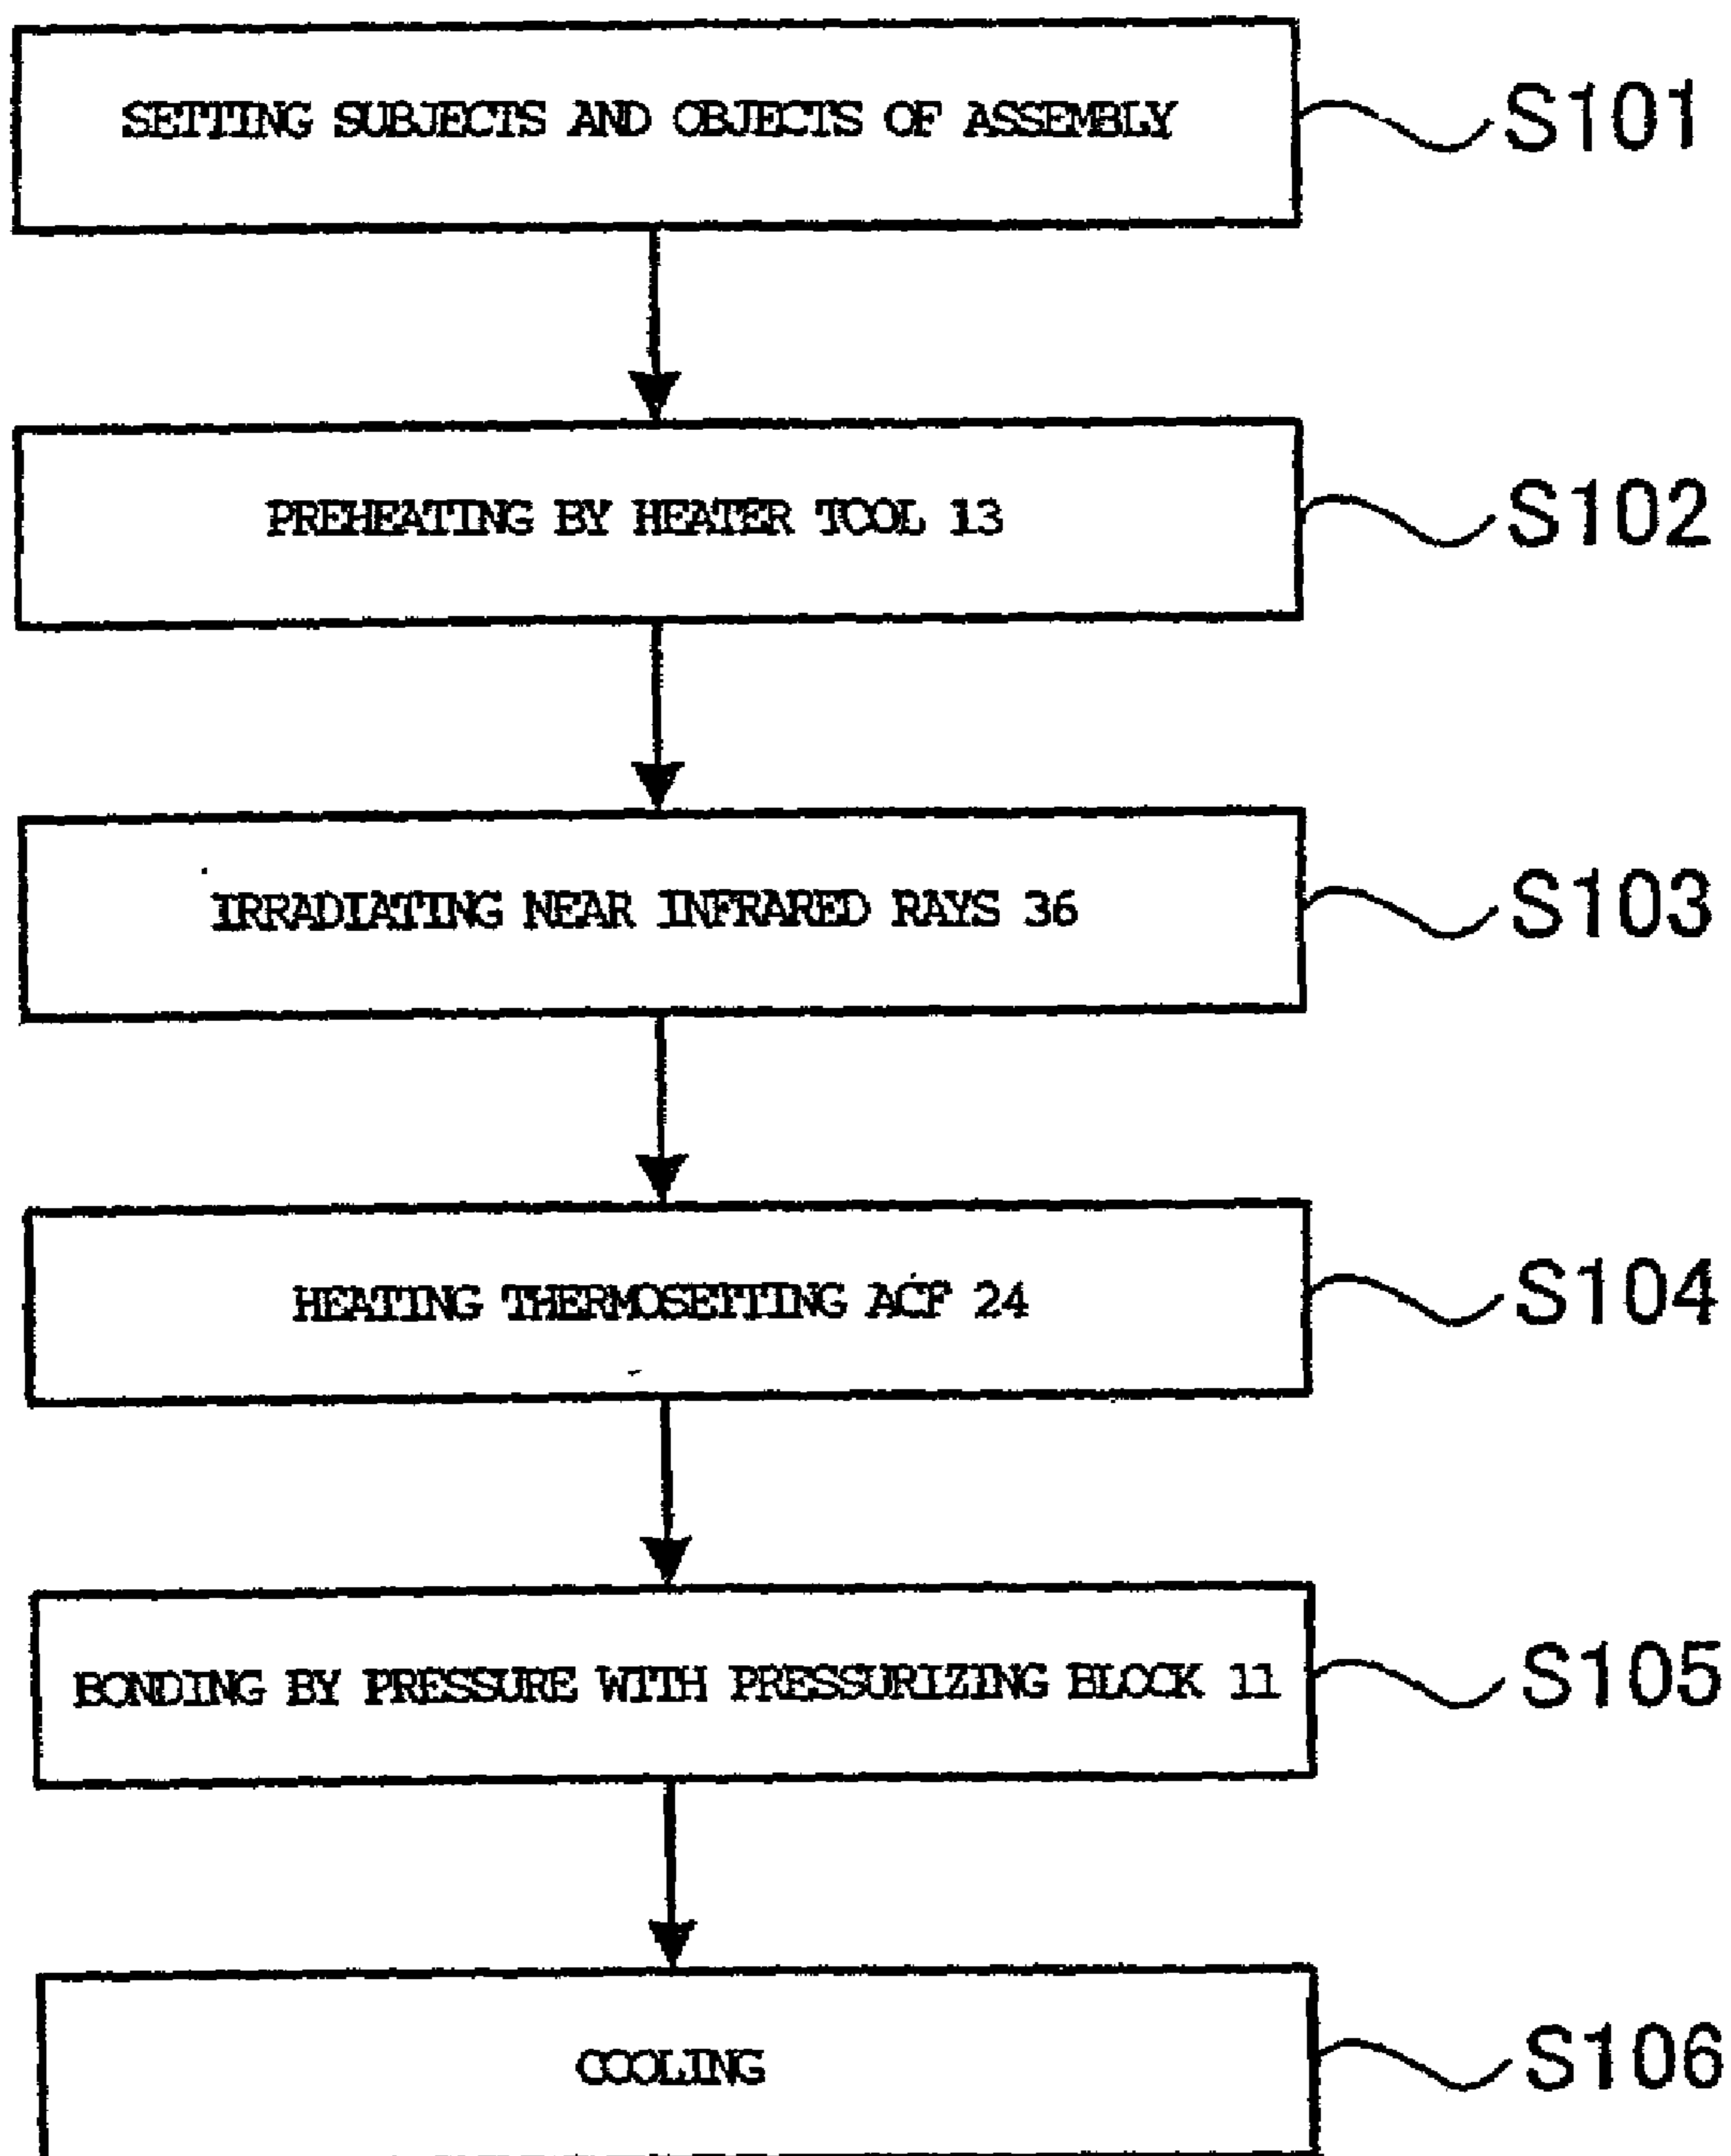 SETTING SUBJECTS AND OBJECTS OF ASSEMBLY S101
PREHEATING BY HEATER TOOL 13 S102
IRRADIATING NEAR INFRARED RAYS 36 S103
HEATING THERMOSETTING ACF 24 S104
BONDING BY PRESSURE WITH PRESSURIZING BLOCK 11 S105
COOLING S106